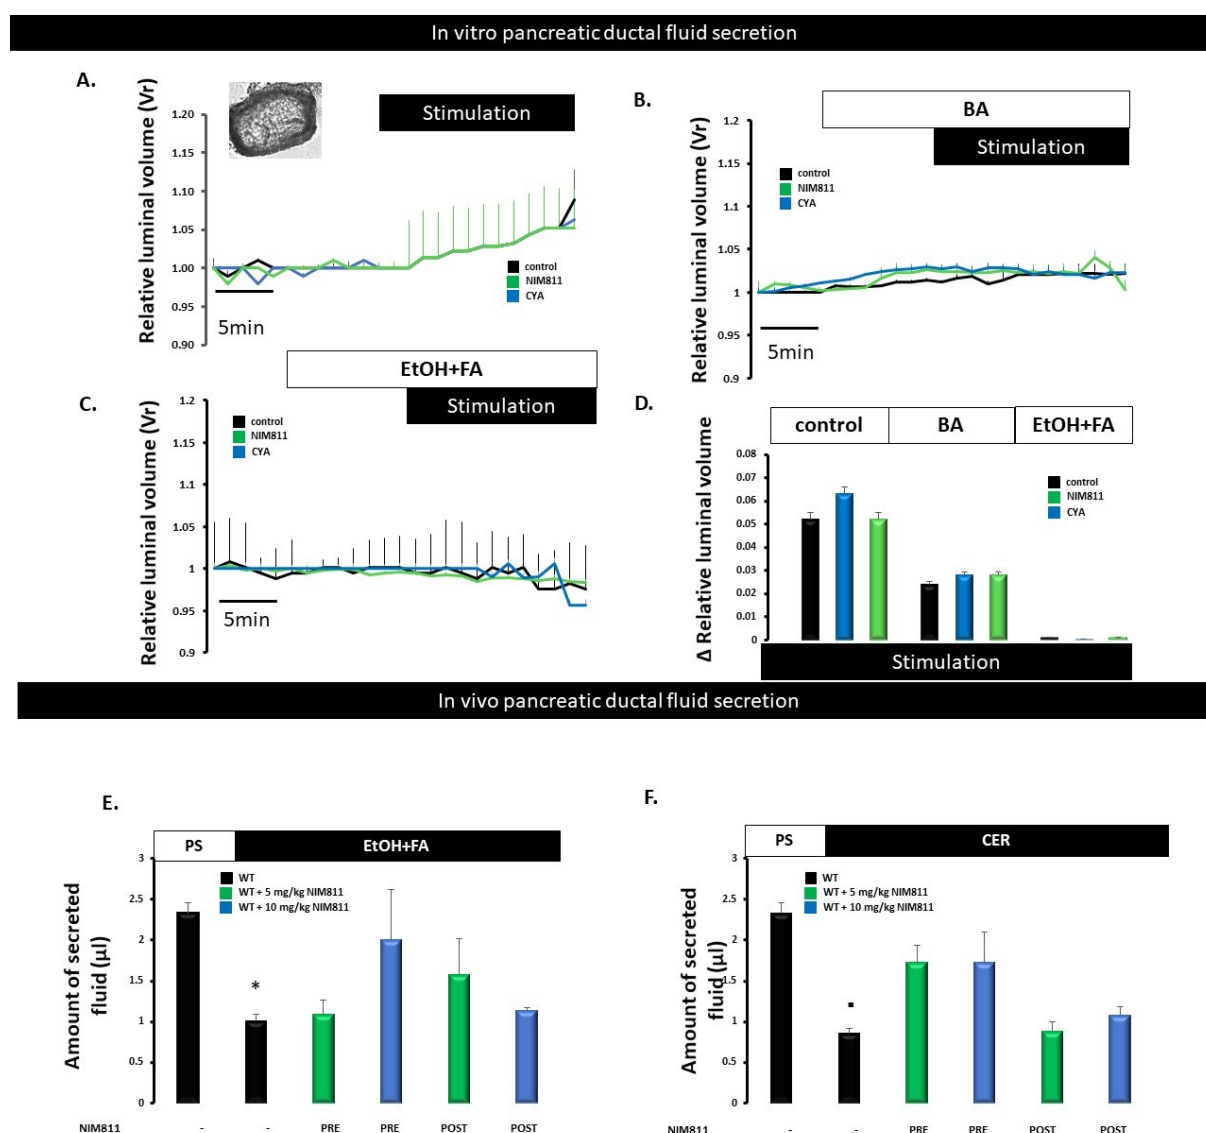 In vitro pancreatic ductal fluid secretion
A.
Relative luminal volume (Vr)
Stimulation
1.20
1.15
1.10
1.05
1.00
0.95
0.90
control
NIM811
CYA
5min
B.
Relative luminal volume (Vr)
BA
Stimulation
1.2
1.15
1.1
1.05
1
0.95
0.9
control
NIM811
CYA
5min
C.
Relative luminal volume (Vr)
EtOH+FA
Stimulation
1.2
1.15
1.1
1.05
1
0.95
0.9
control
NIM811
CYA
5min
D.
Δ Relative luminal volume
control BA EtOH+FA
0.08
0.07
0.06
0.05
0.04
0.03
0.02
0.01
0
control
NIM811
CYA
Stimulation
In vivo pancreatic ductal fluid secretion
E.
Amount of secreted
fluid (µl)
PS EtOH+FA
3
2.5
2
1.5
1
0.5
0
WT
WT + 5 mg/kg NIM811
WT + 10 mg/kg NIM811
*
NIM811 - - PRE PRE POST POST
F.
Amount of secreted
fluid (µl)
PS CER
3
2.5
2
1.5
1
0.5
0
WT
WT + 5 mg/kg NIM811
WT + 10 mg/kg NIM811
NIM811 - - PRE PRE POST POST